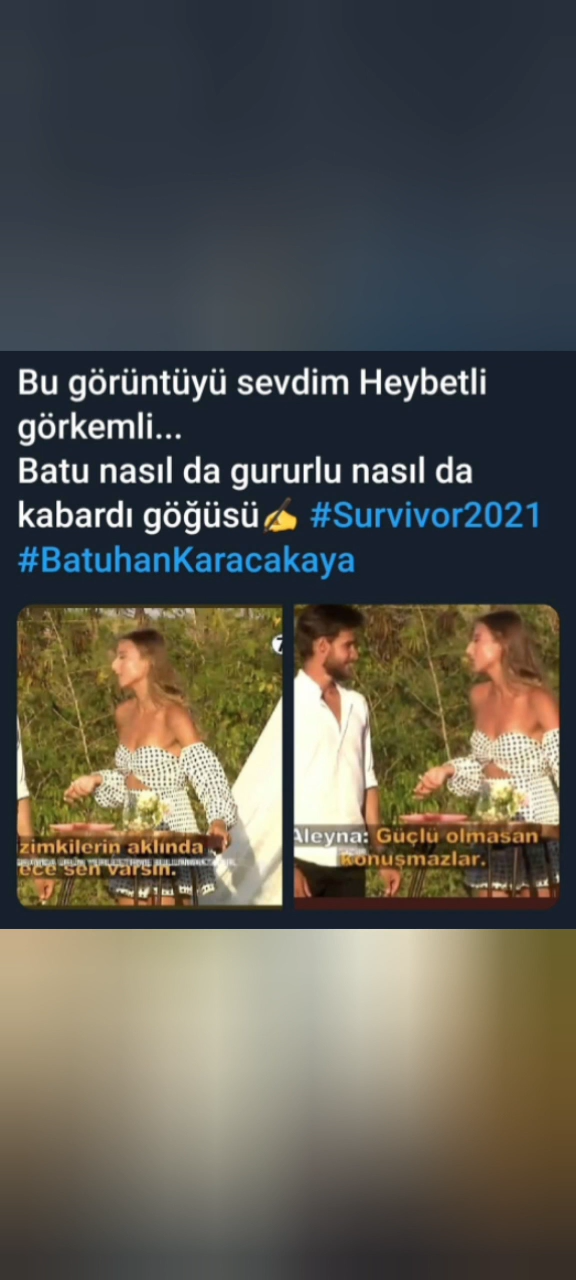 Bu görüntüyü sevdim Heybetli
görkemli...
Batu nasıl da gururlu nasıl da
kabardı göğüsü✍️ #Survivor2021
#BatuhanKaracakaya
zimkilerin aklında
ece sen varsın.
Aleyna: Güçlü olmasan
konuşmazlar.